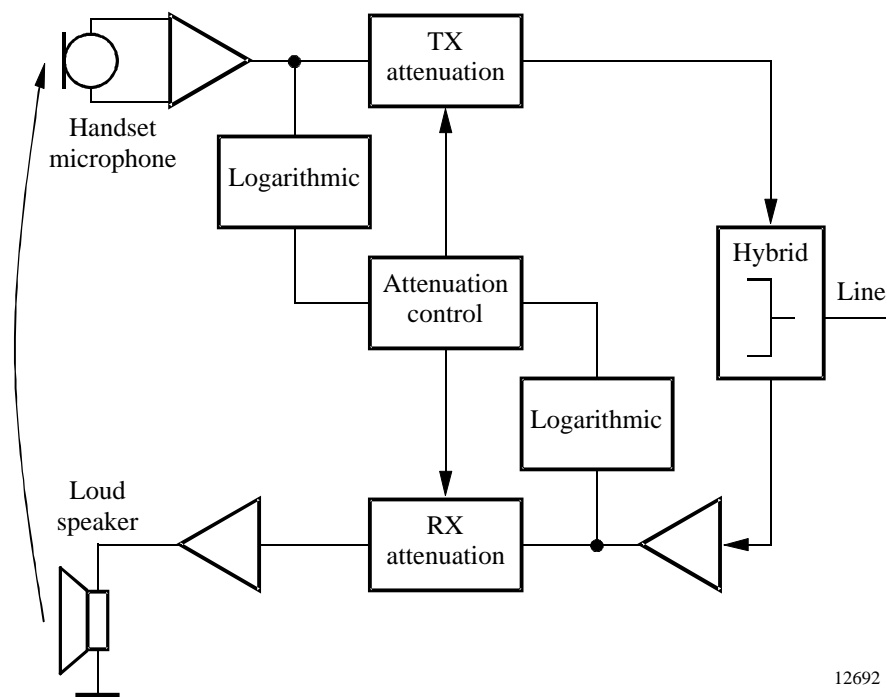 TX
attenuation
Handset
microphone
Logarithmic
Hybrid
Attenuation
control
Line
Logarithmic
Loud
speaker
RX
attenuation
12692